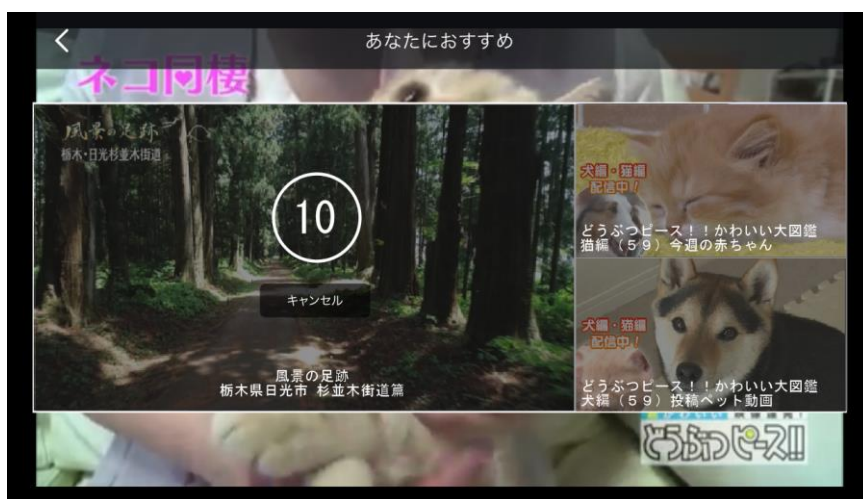 あなたにおすすめ
ネコ同棲
風景の足跡
栃木・日光杉並木街道
10
キャンセル
風景の足跡
栃木県日光市 杉並木街道篇
犬編・猫編
配信中！
どうぶつピース！！かわいい大図鑑
猫編（５９）今週の赤ちゃん
犬編・猫編
配信中！
どうぶつピース！！かわいい大図鑑
犬編（５９）投稿ペット動画
どうぶつピース!!